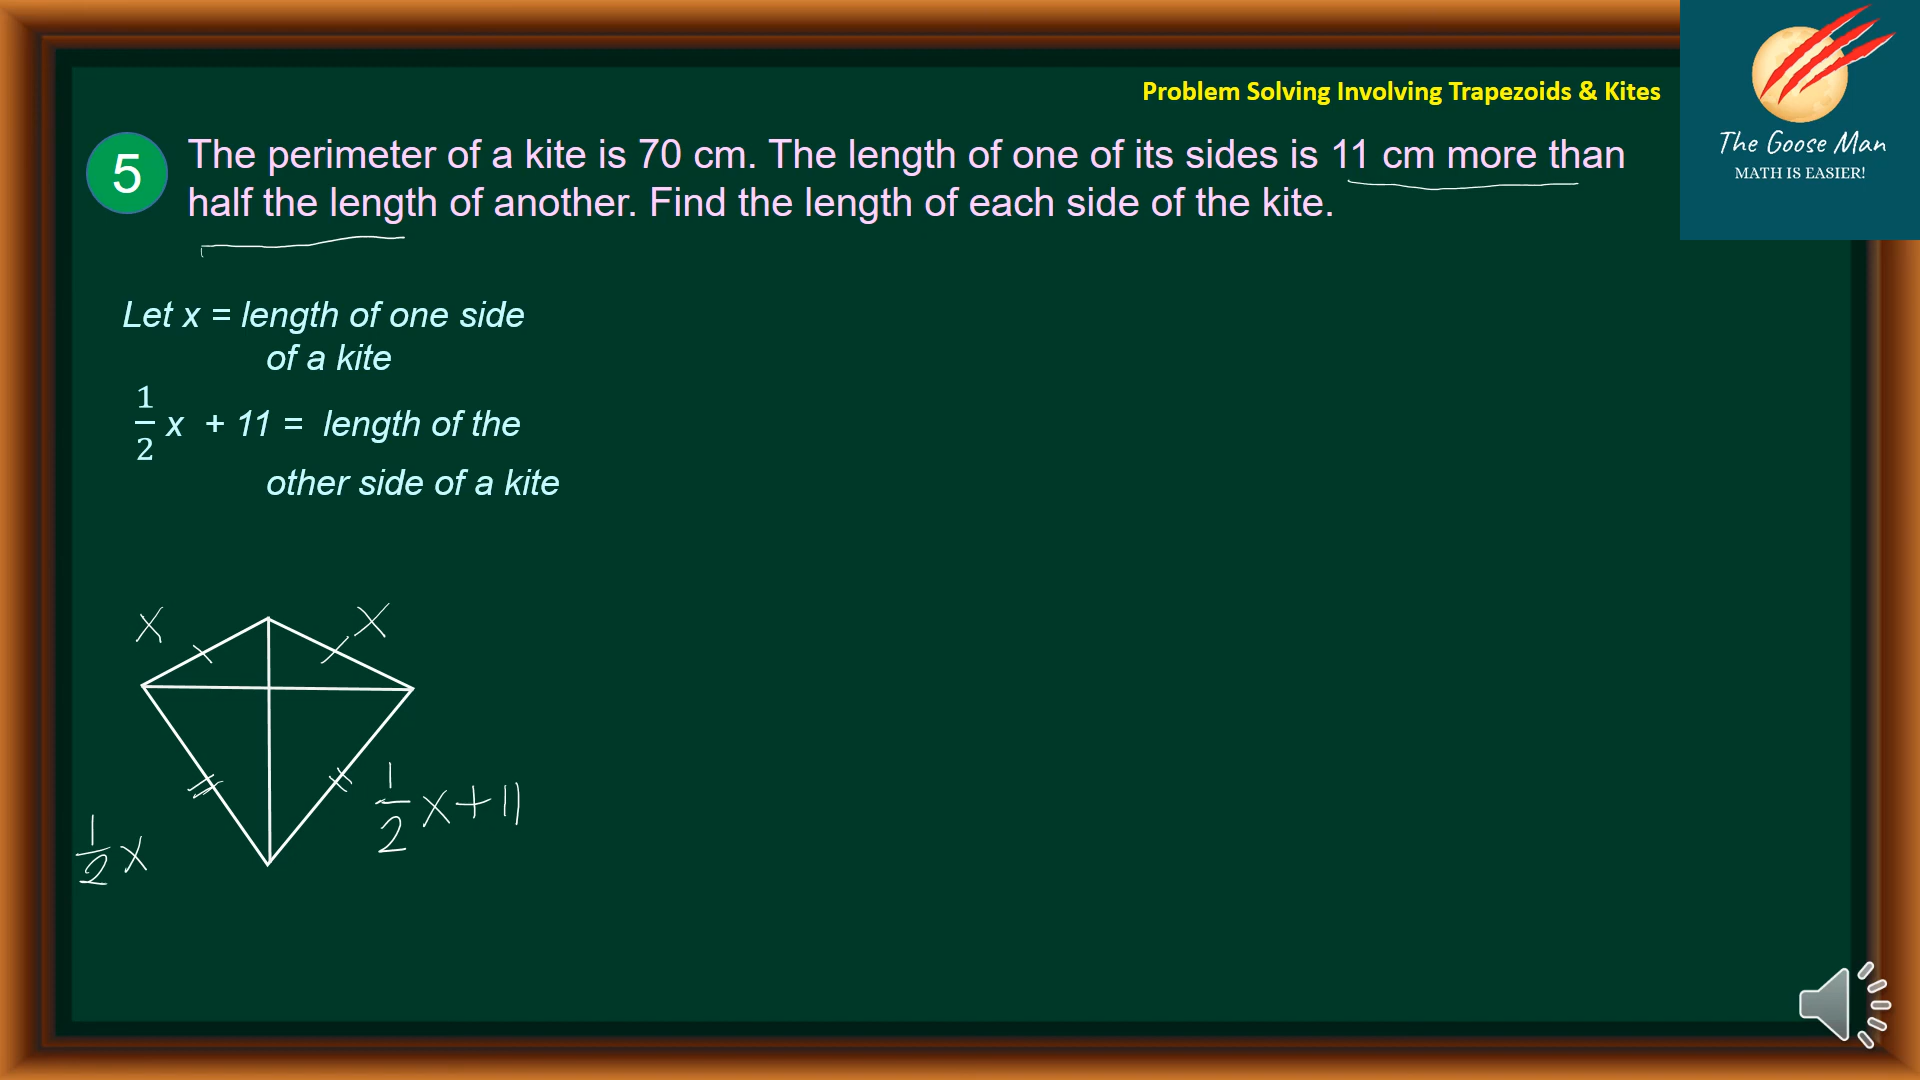 Problem Solving Involving Trapezoids & Kites
The Goose Man
MATH IS EASIER!
5
The perimeter of a kite is 70 cm. The length of one of its sides is 11 cm more than
half the length of another. Find the length of each side of the kite.
Let x = length of one side
of a kite
1/2 x + 11 = length of the
other side of a kite
x x
1/2 x+11
1/2 x